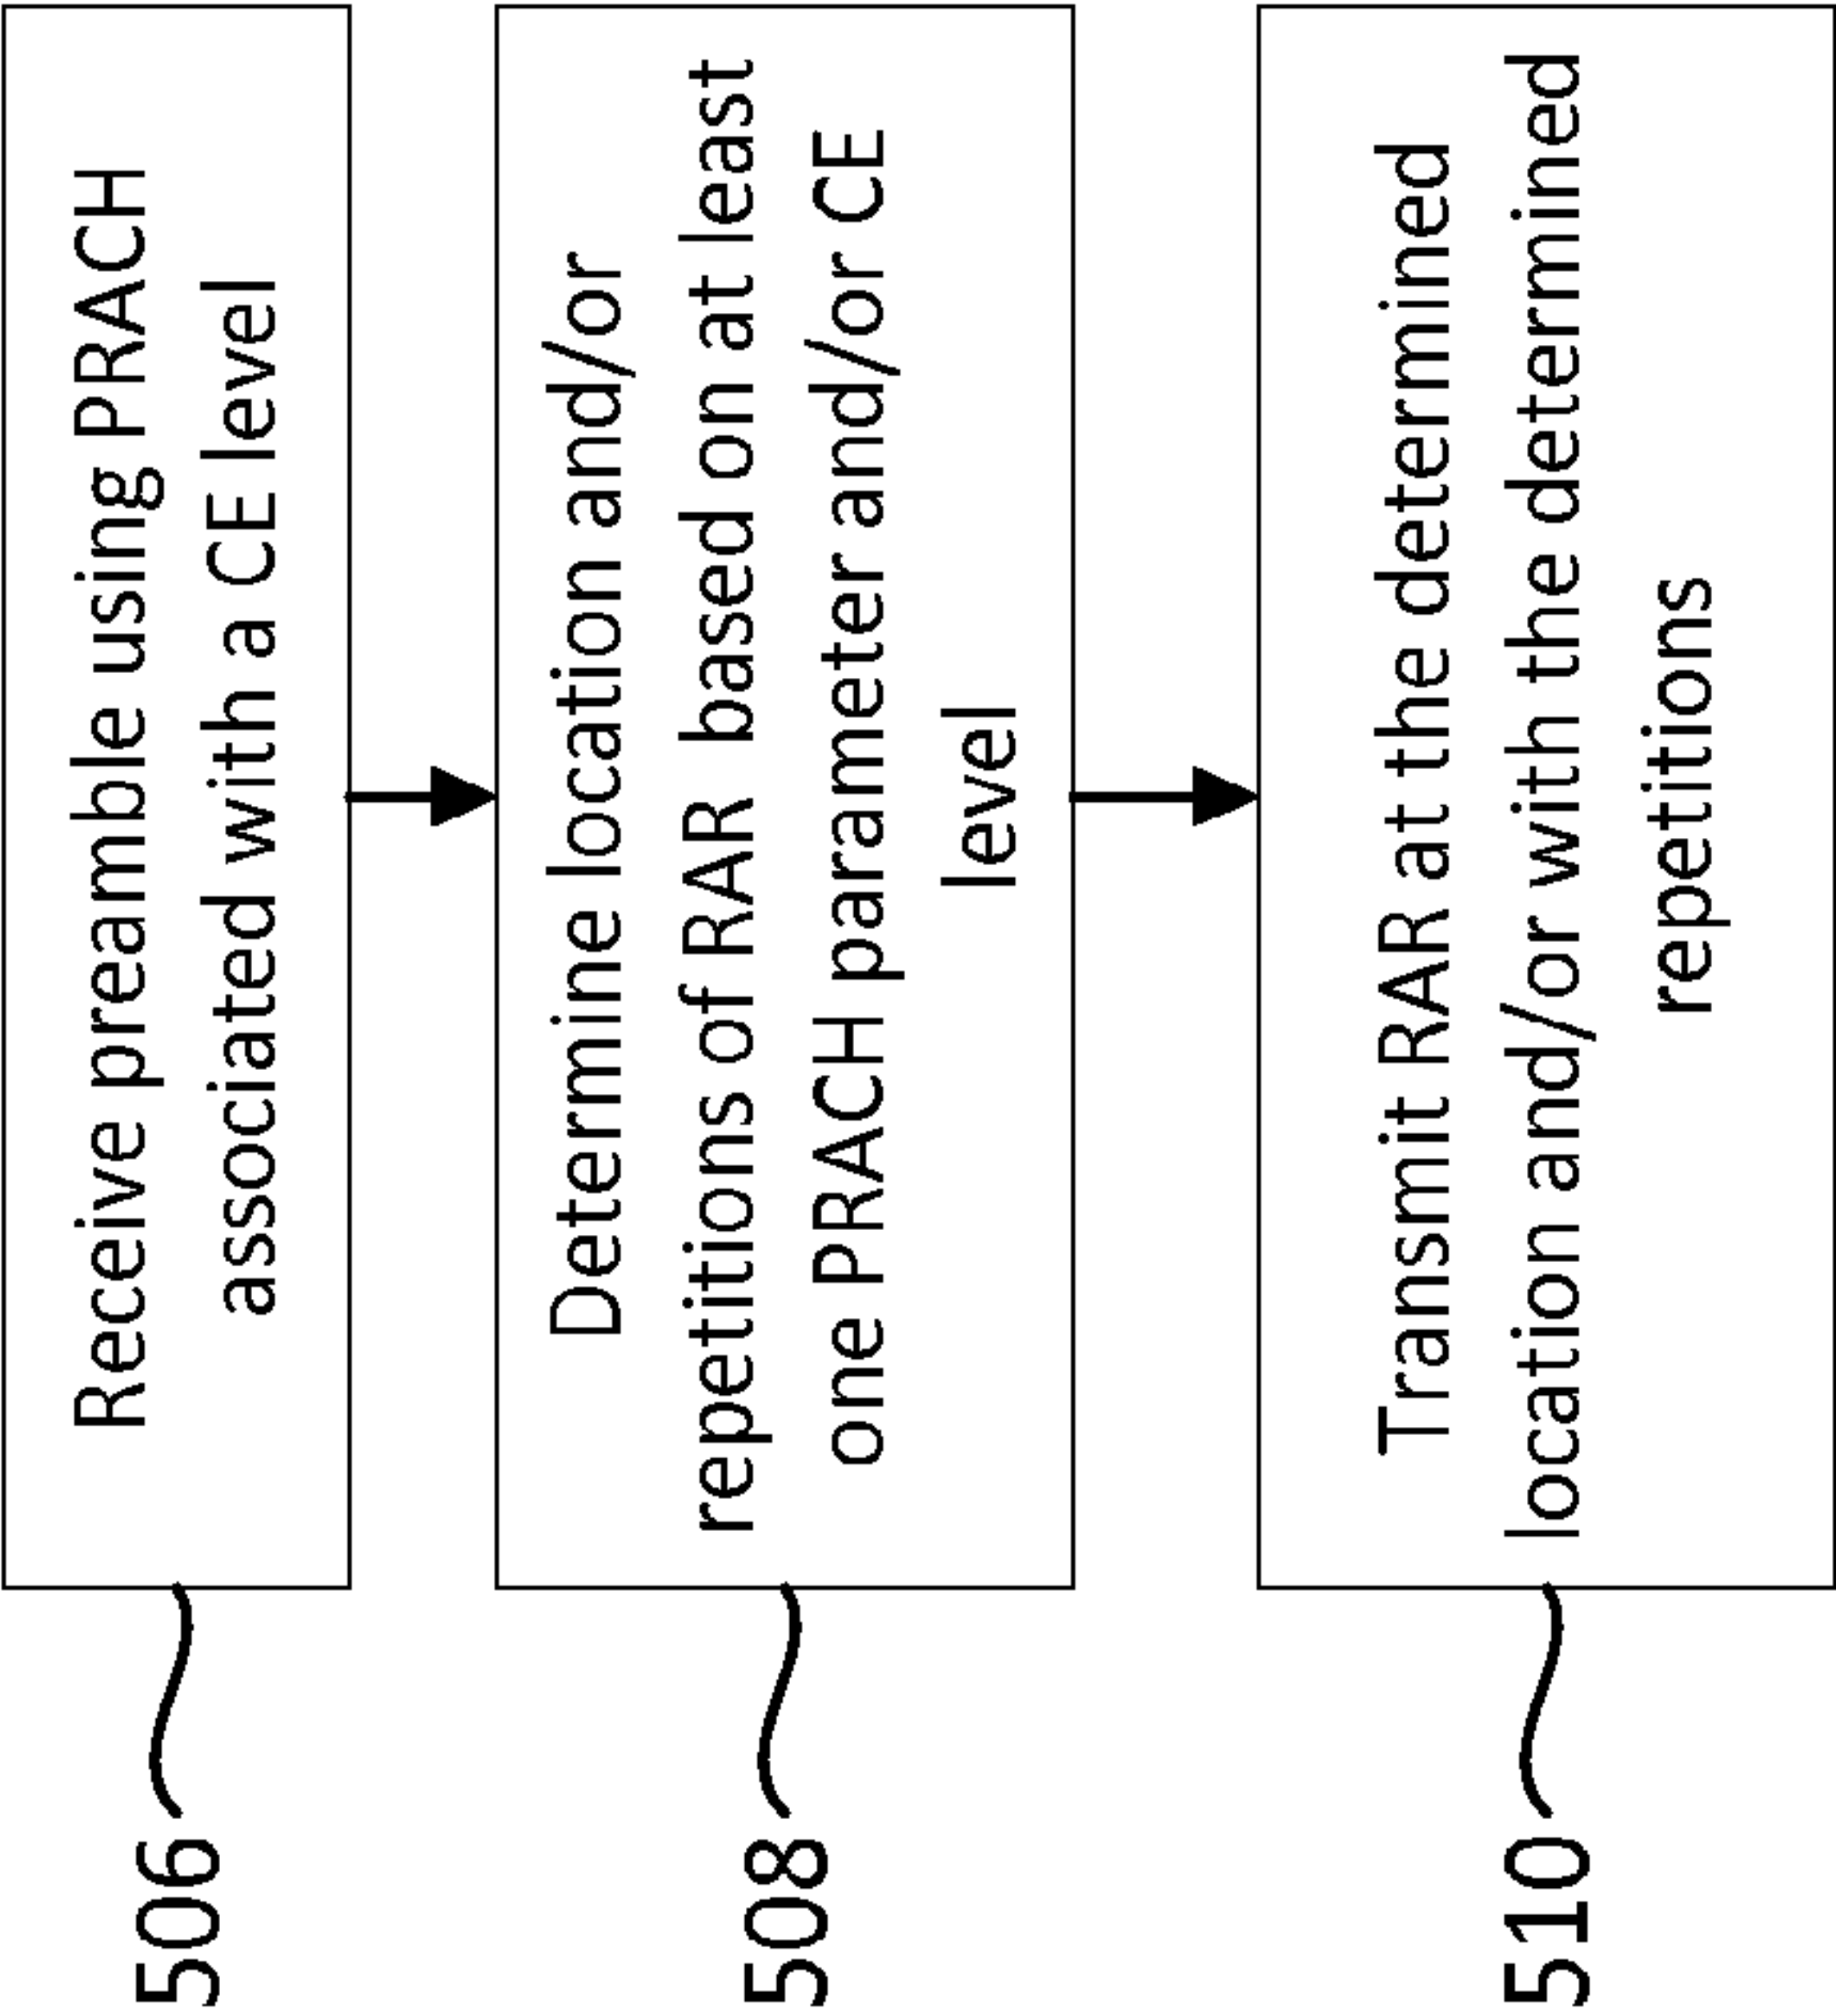 506
Receive preamble using PRACH
associated with a CE level
508
Determine location and/or
repetitions of RAR based on at least
one PRACH parameter and/or CE
level
510
Transmit RAR at the determined
location and/or with the determined
repetitions